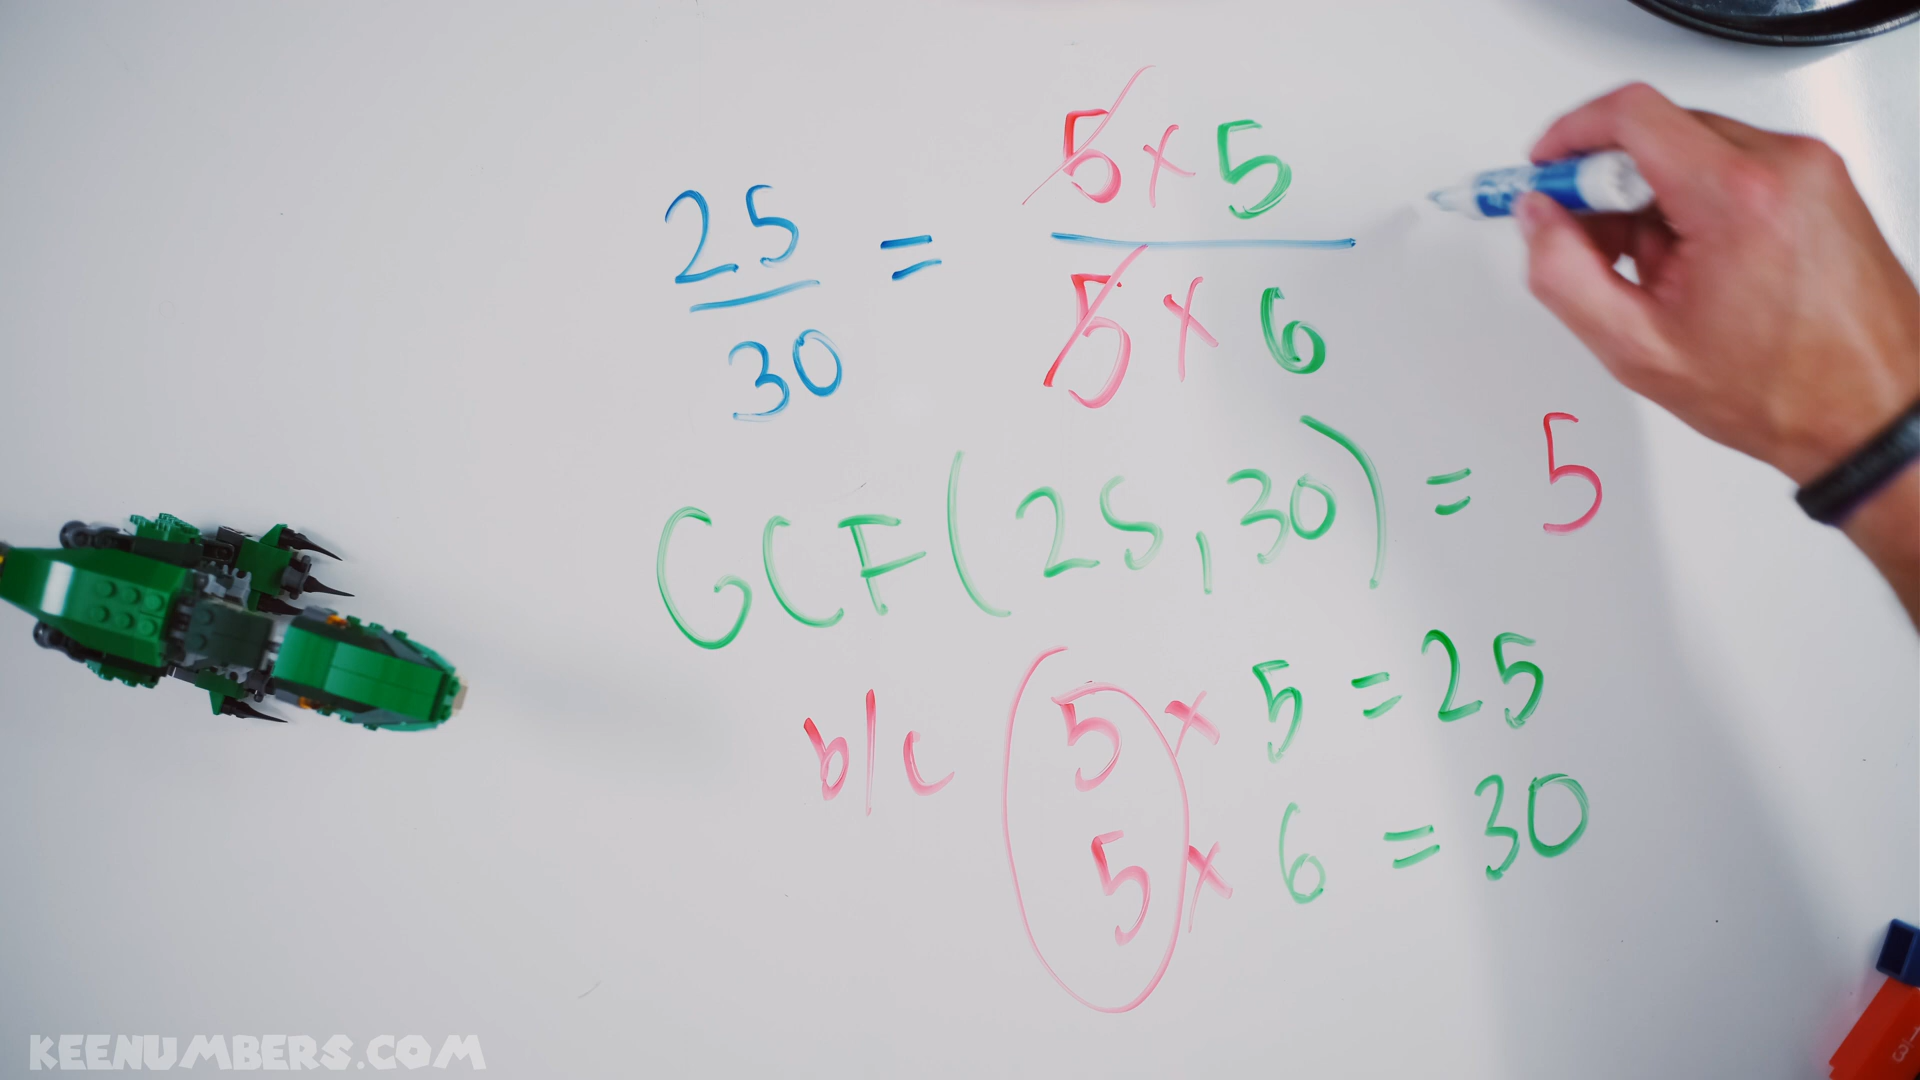 25/30 = 5 x 5 / 5 x 6
GCF(25,30) = 5
b/c 5 x 5 = 25
5 x 6 = 30
KEENUMBERS.COM